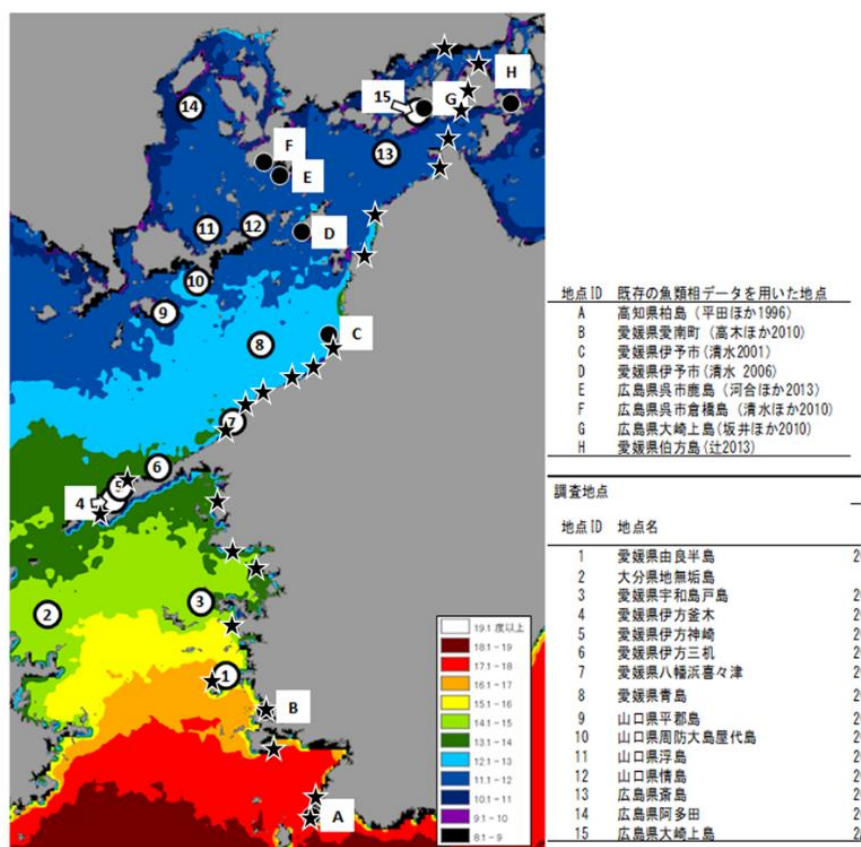 H
15
G
14
F
13
E
12
11
D
10
9
C
8
7
6
5
4
3
2
1
B
A
19.1 度以上
18.1 - 19
17.1 - 18
16.1 - 17
15.1 - 16
14.1 - 15
13.1 - 14
12.1 - 13
11.1 - 12
10.1 - 11
9.1 - 10
8.1 - 9
地点ID 既存の魚類相データを用いた地点
A 高知県柏島 (平田ほか1996)
B 愛媛県愛南町 (高木ほか2010)
C 愛媛県伊予市(清水2001)
D 愛媛県伊予市(清水 2006)
E 広島県呉市鹿島 (河合ほか2013)
F 広島県呉市倉橋島 (清水ほか2010)
G 広島県大崎上島(坂井ほか2010)
H 愛媛県伯方島(辻2013)
調査地点
地点ID 地点名
1 愛媛県由良半島 2
2 大分県地無垢島
3 愛媛県宇和島戸島 2
4 愛媛県伊方釜木 2
5 愛媛県伊方神崎 2
6 愛媛県伊方三机 2
7 愛媛県八幡浜喜々津 2
8 愛媛県青島 2
9 山口県平郡島 2
10 山口県周防大島屋代島 2
11 山口県浮島 2
12 山口県情島 2
13 広島県斎島 2
14 広島県阿多田 2
15 広島県大崎上島 2